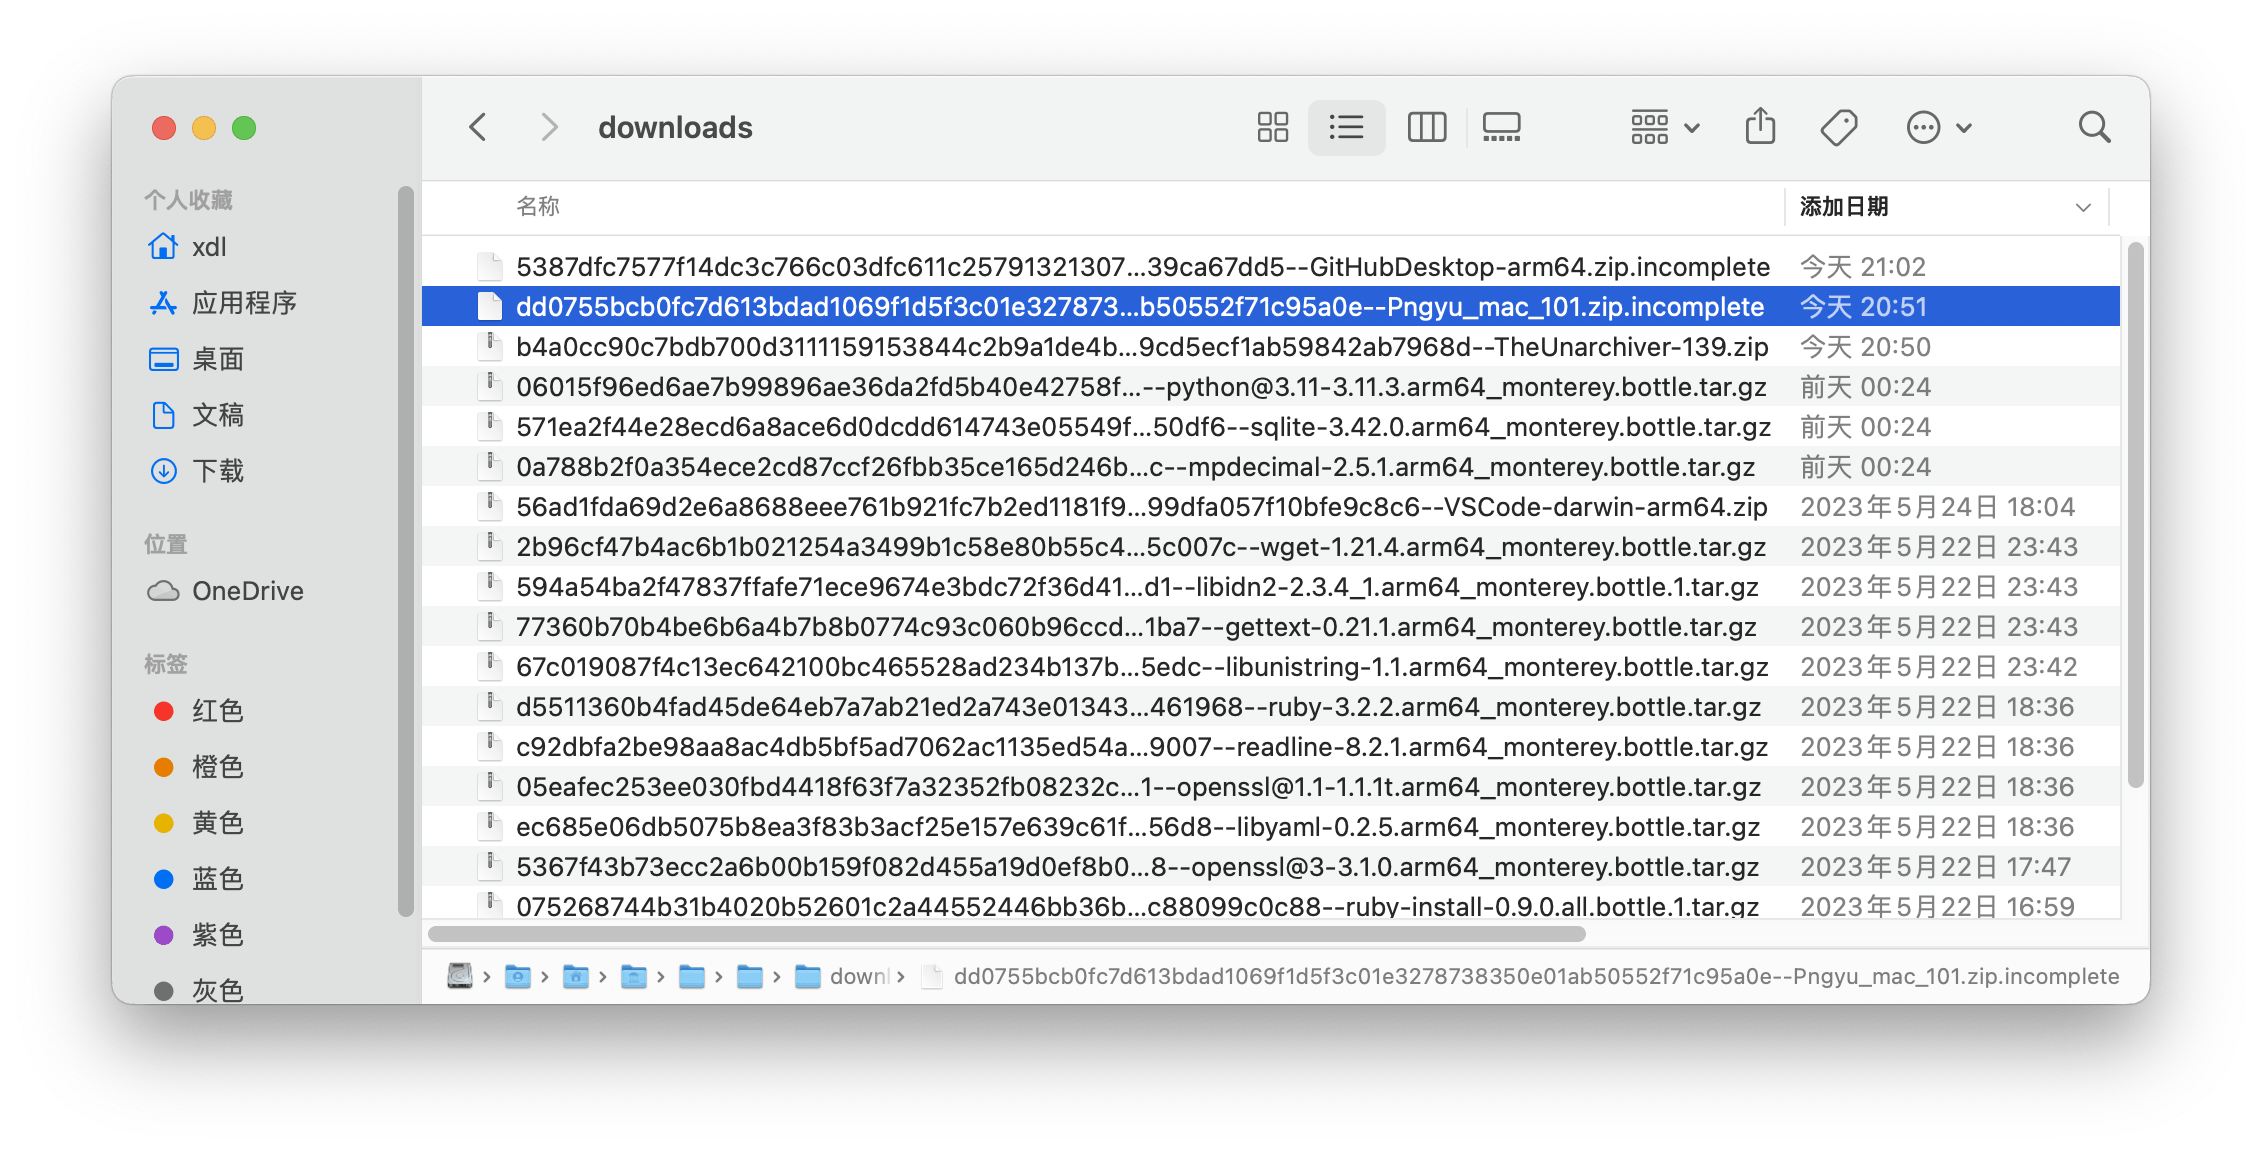 downloads
个人收藏
xdl
应用程序
桌面
文稿
下载
位置
OneDrive
标签
红色
橙色
黄色
蓝色
紫色
灰色
名称 添加日期
5387dfc7577f14dc3c766c03dfc611c25791321307...39ca67dd5--GitHubDesktop-arm64.zip.incomplete 今天 21:02
dd0755bcb0fc7d613bdad1069f1d5f3c01e327873...b50552f71c95a0e--Pngyu_mac_101.zip.incomplete 今天 20:51
b4a0cc90c7bdb700d3111159153844c2b9a1de4b...9cd5ecf1ab59842ab7968d--TheUnarchiver-139.zip 今天 20:50
06015f96ed6ae7b99896ae36da2fd5b40e42758f...--python@3.11-3.11.3.arm64_monterey.bottle.tar.gz 前天 00:24
571ea2f44e28ecd6a8ace6d0dcdd614743e05549f...50df6--sqlite-3.42.0.arm64_monterey.bottle.tar.gz 前天 00:24
0a788b2f0a354ece2cd87ccf26fbb35ce165d246b...c--mpdecimal-2.5.1.arm64_monterey.bottle.tar.gz 前天 00:24
56ad1fda69d2e6a8688eee761b921fc7b2ed1181f9...99dfa057f10bfe9c8c6--VSCode-darwin-arm64.zip 2023年5月24日 18:04
2b96cf47b4ac6b1b021254a3499b1c58e80b55c4...5c007c--wget-1.21.4.arm64_monterey.bottle.tar.gz 2023年5月22日 23:43
594a54ba2f47837ffafe71ece9674e3bdc72f36d41...d1--libidn2-2.3.4_1.arm64_monterey.bottle.1.tar.gz 2023年5月22日 23:43
77360b70b4be6b6a4b7b8b0774c93c060b96ccd...1ba7--gettext-0.21.1.arm64_monterey.bottle.tar.gz 2023年5月22日 23:43
67c019087f4c13ec642100bc465528ad234b137b...5edc--libunistring-1.1.arm64_monterey.bottle.tar.gz 2023年5月22日 23:42
d5511360b4fad45de64eb7a7ab21ed2a743e01343...461968--ruby-3.2.2.arm64_monterey.bottle.tar.gz 2023年5月22日 18:36
c92dbfa2be98aa8ac4db5bf5ad7062ac1135ed54a...9007--readline-8.2.1.arm64_monterey.bottle.tar.gz 2023年5月22日 18:36
05eafec253ee030fbd4418f63f7a32352fb08232c...1--openssl@1.1-1.1.1t.arm64_monterey.bottle.tar.gz 2023年5月22日 18:36
ec685e06db5075b8ea3f83b3acf25e157e639c61f...56d8--libyaml-0.2.5.arm64_monterey.bottle.tar.gz 2023年5月22日 18:36
5367f43b73ecc2a6b00b159f082d455a19d0ef8b0...8--openssl@3-3.1.0.arm64_monterey.bottle.tar.gz 2023年5月22日 17:47
075268744b31b4020b52601c2a44552446bb36b...c88099c0c88--ruby-install-0.9.0.all.bottle.1.tar.gz 2023年5月22日 16:59
downl dd0755bcb0fc7d613bdad1069f1d5f3c01e3278738350e01ab50552f71c95a0e--Pngyu_mac_101.zip.incomplete